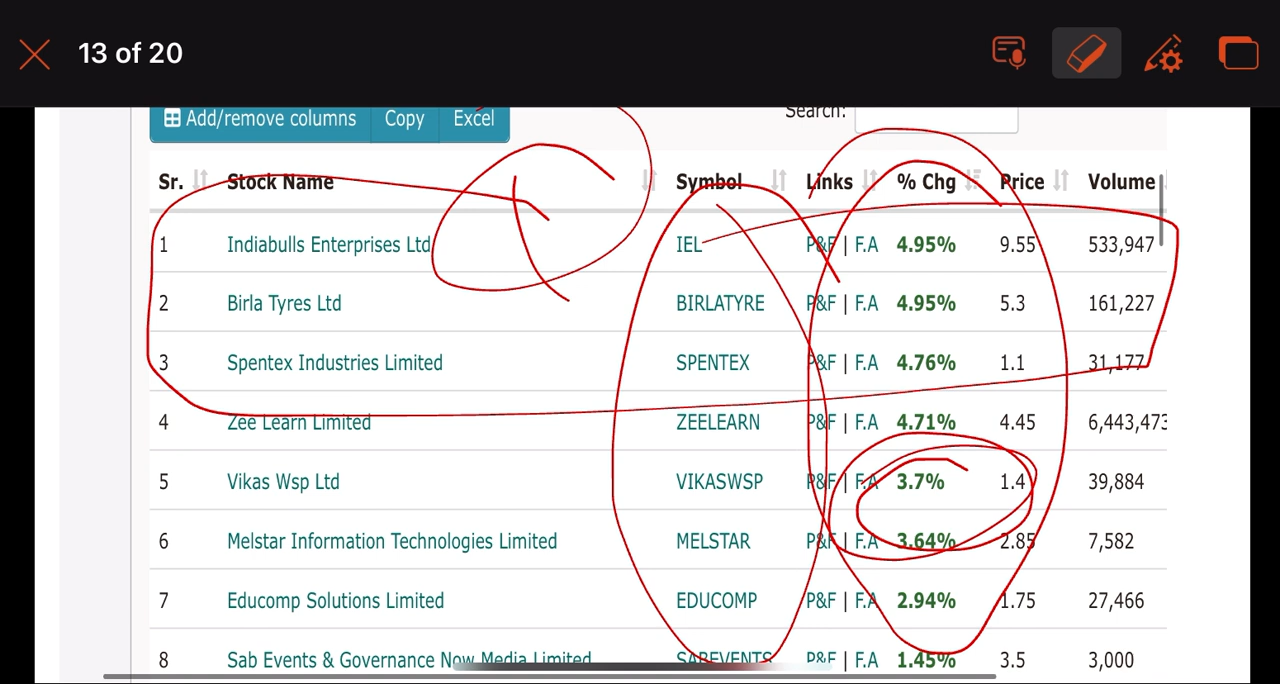 13 of 20
Add/remove columns Copy Excel Search:
Sr. Stock Name Symbol Links % Chg Price Volume
1 Indiabulls Enterprises Ltd IEL P&F | F.A 4.95% 9.55 533,947
2 Birla Tyres Ltd BIRLATYRE P&F | F.A 4.95% 5.3 161,227
3 Spentex Industries Limited SPENTEX P&F | F.A 4.76% 1.1 31,177
4 Zee Learn Limited ZEELEARN P&F | F.A 4.71% 4.45 6,443,473
5 Vikas Wsp Ltd VIKASWSP P&F | F.A 3.7% 1.4 39,884
6 Melstar Information Technologies Limited MELSTAR P&F | F.A 3.64% 2.85 7,582
7 Educomp Solutions Limited EDUCOMP P&F | F.A 2.94% 1.75 27,466
8 Sab Events & Governance Now Media Limited SABEVENTS P&F | F.A 1.45% 3.5 3,000